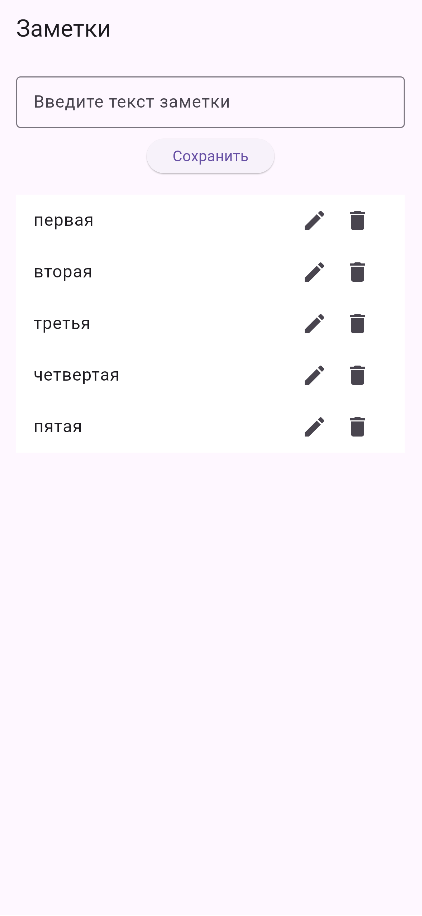 Заметки
Введите текст заметки
Сохранить
первая
вторая
третья
четвертая
пятая